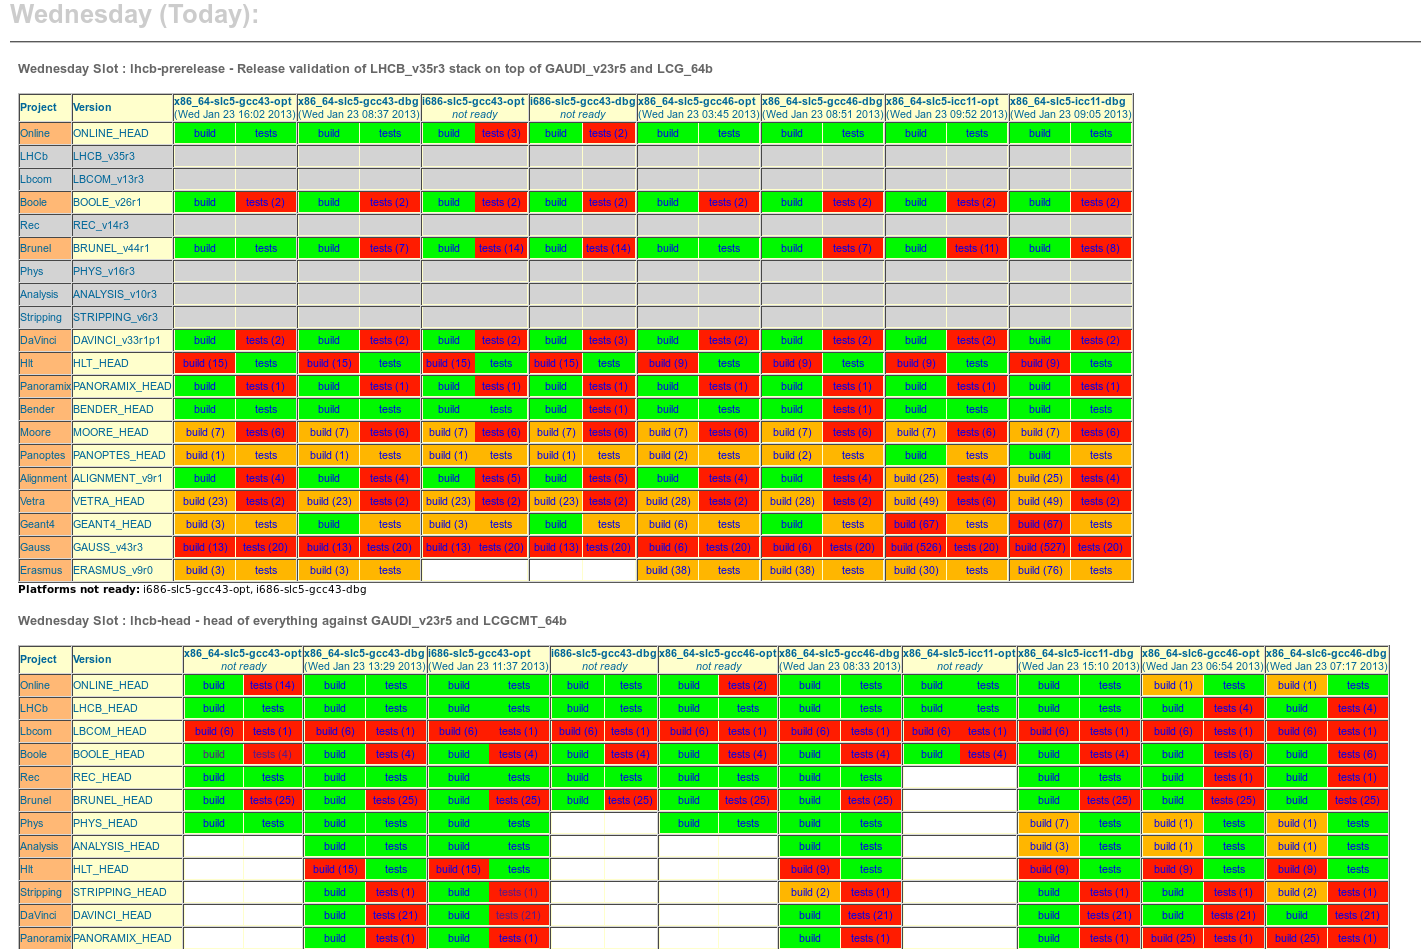 Wednesday (Today):
Wednesday Slot : lhcb-prerelease - Release validation of LHCB_v35r3 stack on top of GAUDI_v23r5 and LCG_64b
Project Version x86_64-slc5-gcc43-opt x86_64-slc5-gcc43-dbg i686-slc5-gcc43-opt i686-slc5-gcc43-dbg x86_64-slc5-gcc46-opt x86_64-slc5-gcc46-dbg x86_64-slc5-icc11-opt x86_64-slc5-icc11-dbg
(Wed Jan 23 16:02 2013) (Wed Jan 23 08:37 2013) not ready not ready (Wed Jan 23 03:45 2013) (Wed Jan 23 08:51 2013) (Wed Jan 23 09:52 2013) (Wed Jan 23 09:05 2013)
Online ONLINE_HEAD build tests build tests build tests (3) build tests (2) build tests build tests build tests build tests
LHCb LHCB_v35r3
Lbcom LBCOM_v13r3
Boole BOOLE_v26r1 build tests (2) build tests (2) build tests (2) build tests (2) build tests (2) build tests (2) build tests (2) build tests (2)
Rec REC_v14r3
Brunel BRUNEL_v44r1 build tests build tests (7) build tests (14) build tests (14) build tests build tests (7) build tests (11) build tests (8)
Phys PHYS_v16r3
Analysis ANALYSIS_v10r3
Stripping STRIPPING_v6r3
DaVinci DAVINCI_v33r1p1 build tests (2) build tests (2) build tests (2) build tests (3) build tests (2) build tests (2) build tests (2) build tests (2)
Hlt HLT_HEAD build (15) tests build (15) tests build (15) tests build (15) tests build (9) tests build (9) tests build (9) tests build (9) tests
Panoramix PANORAMIX_HEAD build tests (1) build tests (1) build tests (1) build tests (1) build tests (1) build tests (1) build tests (1) build tests (1)
Bender BENDER_HEAD build tests build tests build tests build tests (1) build tests build tests (1) build tests build tests
Moore MOORE_HEAD build (7) tests (6) build (7) tests (6) build (7) tests (6) build (7) tests (6) build (7) tests (6) build (7) tests (6) build (7) tests (6) build (7) tests (6)
Panoptes PANOPTES_HEAD build (1) tests build (1) tests build (1) tests build (1) tests build (2) tests build (2) tests build tests build tests
Alignment ALIGNMENT_v9r1 build tests (4) build tests (4) build tests (5) build tests (5) build tests (4) build tests (4) build (25) tests (4) build (25) tests (4)
Vetra VETRA_HEAD build (23) tests (2) build (23) tests (2) build (23) tests (2) build (23) tests (2) build (28) tests (2) build (28) tests (2) build (49) tests (6) build (49) tests (2)
Geant4 GEANT4_HEAD build (3) tests build tests build (3) tests build tests build (6) tests build tests build (67) tests build (67) tests
Gauss GAUSS_v43r3 build (13) tests (20) build (13) tests (20) build (13) tests (20) build (13) tests (20) build (6) tests (20) build (6) tests (20) build (526) tests (20) build (527) tests (20)
Erasmus ERASMUS_v9r0 build (3) tests build (3) tests build (38) tests build (38) tests build (30) tests build (76) tests
Platforms not ready: i686-slc5-gcc43-opt, i686-slc5-gcc43-dbg
Wednesday Slot : lhcb-head - head of everything against GAUDI_v23r5 and LCGCMT_64b
Project Version x86_64-slc5-gcc43-opt x86_64-slc5-gcc43-dbg i686-slc5-gcc43-opt i686-slc5-gcc43-dbg x86_64-slc5-gcc46-opt x86_64-slc5-gcc46-dbg x86_64-slc5-icc11-opt x86_64-slc5-icc11-dbg x86_64-slc6-gcc46-opt x86_64-slc6-gcc46-dbg
not ready (Wed Jan 23 13:29 2013) (Wed Jan 23 11:37 2013) not ready not ready (Wed Jan 23 08:33 2013) not ready (Wed Jan 23 15:10 2013) (Wed Jan 23 06:54 2013) (Wed Jan 23 07:17 2013)
Online ONLINE_HEAD build tests (14) build tests build tests build tests build tests (2) build tests build tests build tests build (1) tests build (1) tests
LHCb LHCB_HEAD build tests build tests build tests build tests build tests build tests build tests build tests build tests (4) build tests (4)
Lbcom LBCOM_HEAD build (6) tests (1) build (6) tests (1) build (6) tests (1) build (6) tests (1) build (6) tests (1) build (6) tests (1) build (6) tests (1) build (6) tests (1) build (6) tests (1) build (6) tests (1)
Boole BOOLE_HEAD build tests (4) build tests (4) build tests (4) build tests (4) build tests (4) build tests (4) build tests (4) build tests (4) build tests (6) build tests (6)
Rec REC_HEAD build tests build tests build tests build tests build tests build tests build tests build tests (1) build tests (1)
Brunel BRUNEL_HEAD build tests (25) build tests (25) build tests (25) build tests (25) build tests (25) build tests (25) build tests (25) build tests (25) build tests (25)
Phys PHYS_HEAD build tests build tests build tests build tests build tests build (7) tests build (1) tests build (1) tests
Analysis ANALYSIS_HEAD build tests build tests build tests build (3) tests build (1) tests build (1) tests
Hlt HLT_HEAD build (15) tests build (15) tests build (9) tests build (9) tests build (9) tests build (9) tests
Stripping STRIPPING_HEAD build tests (1) build tests (1) build (2) tests (1) build tests (1) build tests (1) build (2) tests (1)
DaVinci DAVINCI_HEAD build tests (21) build tests (21) build tests (21) build tests (21) build tests (21) build tests (21)
Panoramix PANORAMIX_HEAD build tests (1) build tests (1) build tests (1) build tests (1) build (25) tests (1) build (25) tests (1)